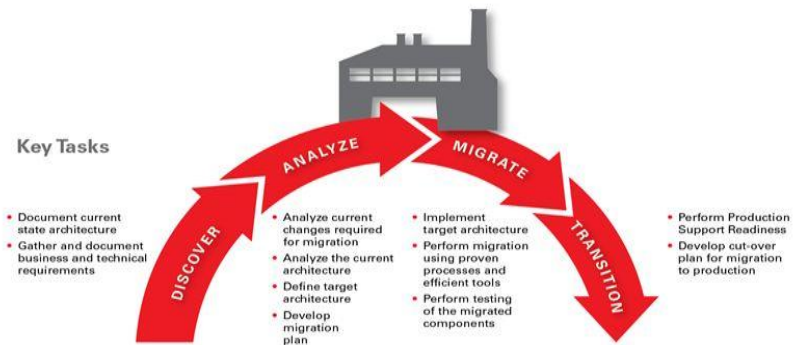 Key Tasks
DISCOVER
ANALYZE
MIGRATE
TRANSITION
• Document current
state architecture
• Gather and document
business and technical
requirements
• Analyze current
changes required
for migration
• Analyze the current
architecture
• Define target
architecture
• Develop
migration
plan
• Implement
target architecture
• Perform migration
using proven
processes and
efficient tools
• Perform testing
of the migrated
components
• Perform Production
Support Readiness
• Develop cut-over
plan for migration
to production